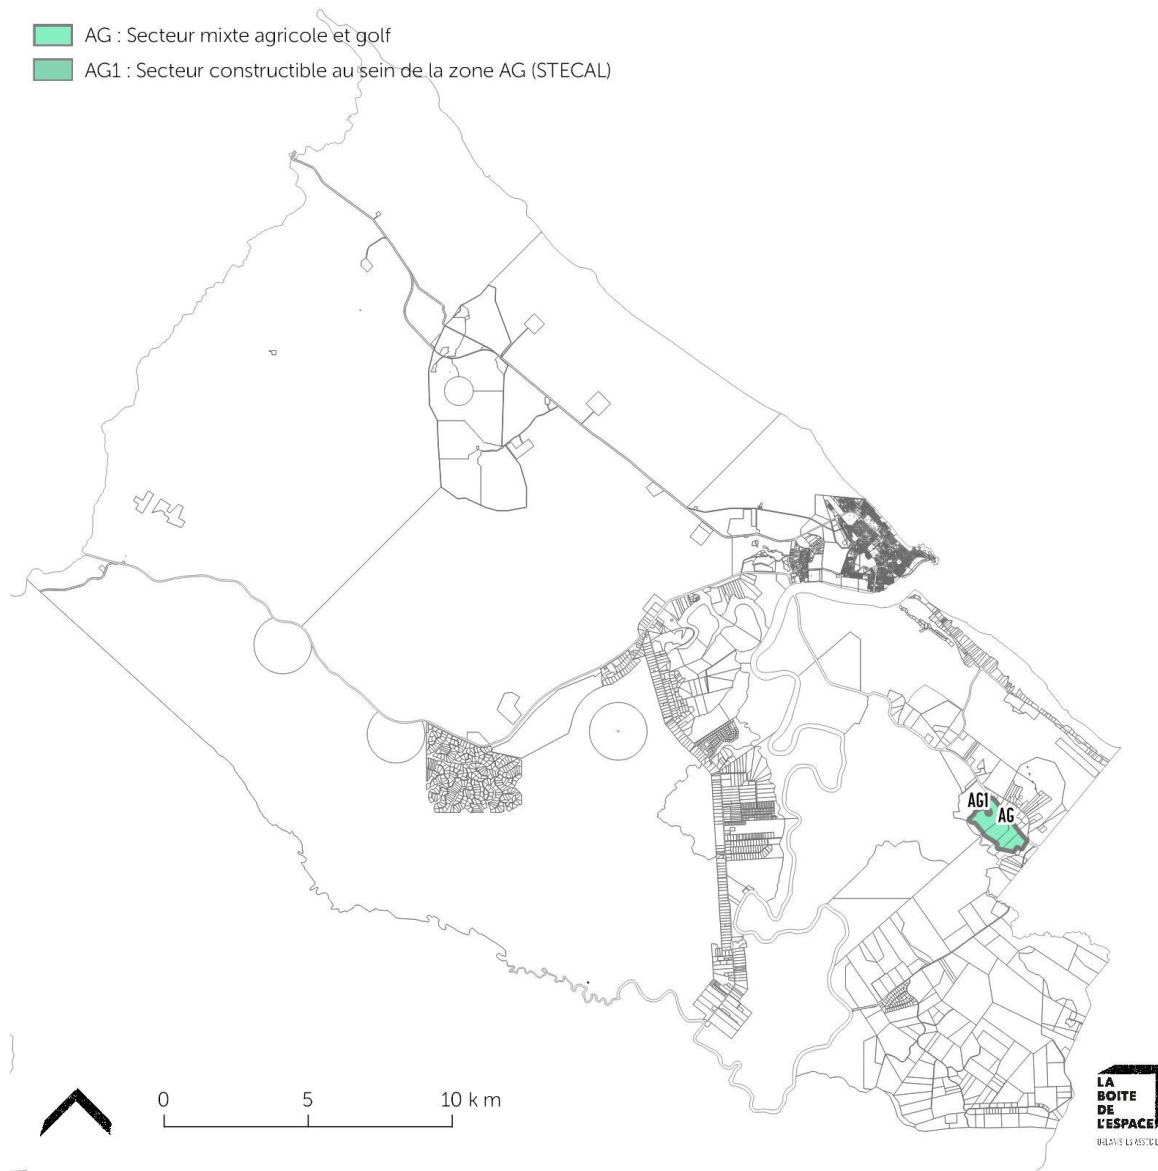 AG : Secteur mixte agricole et golf
AG1 : Secteur constructible au sein de la zone AG (STECAL)
AG1
AG
0 5 10 km
LA
BOITE
DE
L'ESPACE